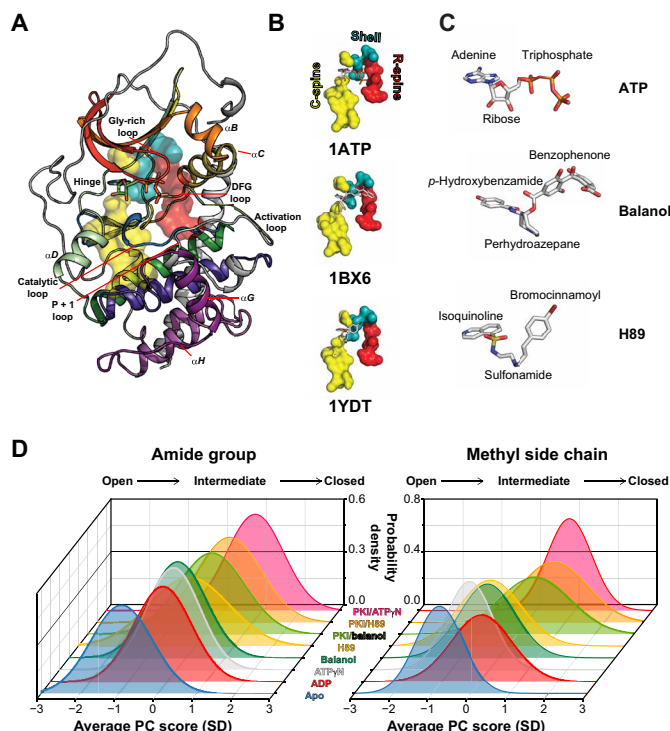 A
Gly-rich
loop
αB
αC
Hinge
DFG
loop
Activation loop
αD
Catalytic
loop
P + 1
loop
αG
αH
B
Shell
C-spine
R-spine
1ATP
1BX6
1YDT
C
Adenine
Triphosphate
Ribose
ATP
Benzophenone
p-Hydroxybenzamide
Balanol
Perhydroazepane
Bromocinnamoyl
Isoquinoline
H89
Sulfonamide
D
Amide group
Methyl side chain
Open Intermediate Closed
Open Intermediate Closed
0.6
0.3
0.0
Probability
density
0.8
0.4
0.0
PKI/ATPγN
PKI/H89
PKI/balanol
H89
Balanol
ATPγN
ADP
Apo
−3 −2 −1 0 1 2 3
−3 −2 −1 0 1 2 3
Average PC score (SD)
Average PC score (SD)